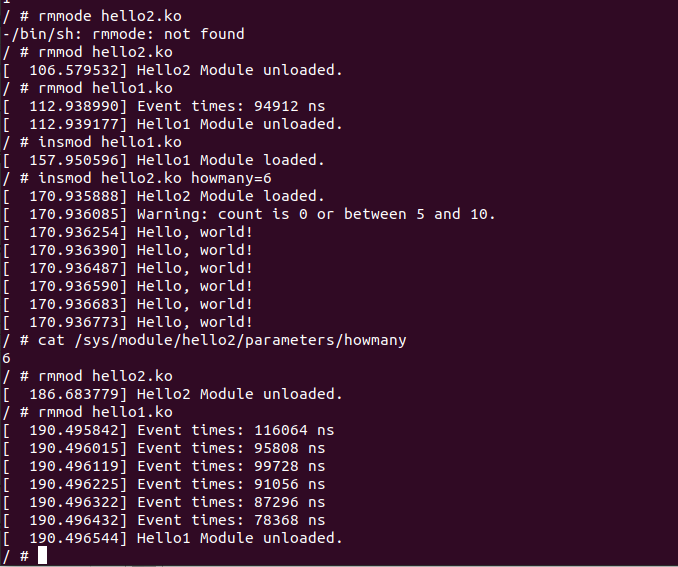 1
/ # rmmode hello2.ko
-/bin/sh: rmmode: not found
/ # rmmod hello2.ko
[  106.579532] Hello2 Module unloaded.
/ # rmmod hello1.ko
[  112.938990] Event times: 94912 ns
[  112.939177] Hello1 Module unloaded.
/ # insmod hello1.ko
[  157.950596] Hello1 Module loaded.
/ # insmod hello2.ko howmany=6
[  170.935888] Hello2 Module loaded.
[  170.936085] Warning: count is 0 or between 5 and 10.
[  170.936254] Hello, world!
[  170.936390] Hello, world!
[  170.936487] Hello, world!
[  170.936590] Hello, world!
[  170.936683] Hello, world!
[  170.936773] Hello, world!
/ # cat /sys/module/hello2/parameters/howmany
6
/ # rmmod hello2.ko
[  186.683779] Hello2 Module unloaded.
/ # rmmod hello1.ko
[  190.495842] Event times: 116064 ns
[  190.496015] Event times: 95808 ns
[  190.496119] Event times: 99728 ns
[  190.496225] Event times: 91056 ns
[  190.496322] Event times: 87296 ns
[  190.496432] Event times: 78368 ns
[  190.496544] Hello1 Module unloaded.
/ #